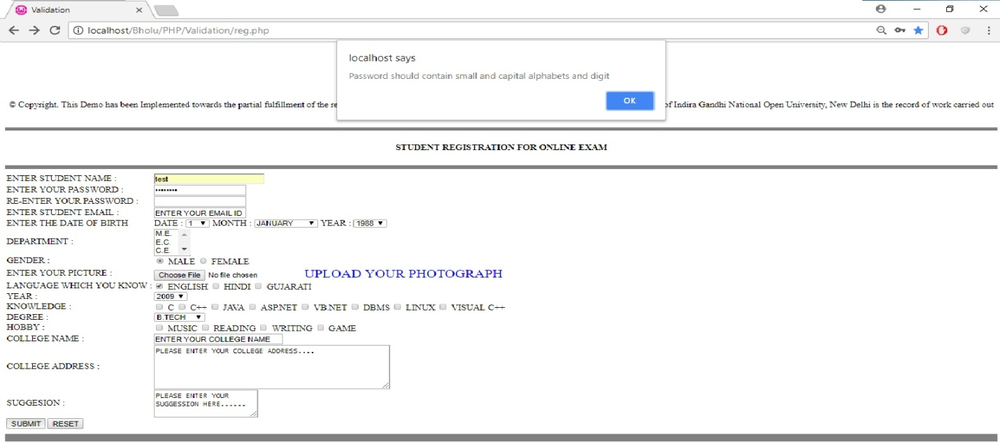 Validation
localhost/Bholu/PHP/Validation/reg.php
localhost says
Password should contain small and capital alphabets and digit
OK
© Copyright. This Demo has been Implemented towards the partial fulfillment of the re
of Indira Gandhi National Open University, New Delhi is the record of work carried out
STUDENT REGISTRATION FOR ONLINE EXAM
ENTER STUDENT NAME : test
ENTER YOUR PASSWORD : ••••••••
RE-ENTER YOUR PASSWORD :
ENTER STUDENT EMAIL : ENTER YOUR EMAIL ID
ENTER THE DATE OF BIRTH DATE : 1 MONTH : JANUARY YEAR : 1988
DEPARTMENT : M.E.
E.C.
C.E.
GENDER : MALE FEMALE
ENTER YOUR PICTURE : Choose File No file chosen UPLOAD YOUR PHOTOGRAPH
LANGUAGE WHICH YOU KNOW : ENGLISH HINDI GUJARATI
YEAR : 2009
KNOWLEDGE : C C++ JAVA ASP.NET VB.NET DBMS LINUX VISUAL C++
DEGREE : B.TECH
HOBBY : MUSIC READING WRITING GAME
COLLEGE NAME : ENTER YOUR COLLEGE NAME
COLLEGE ADDRESS : PLEASE ENTER YOUR COLLEGE ADDRESS....
SUGGESION : PLEASE ENTER YOUR
SUGGESSION HERE......
SUBMIT RESET